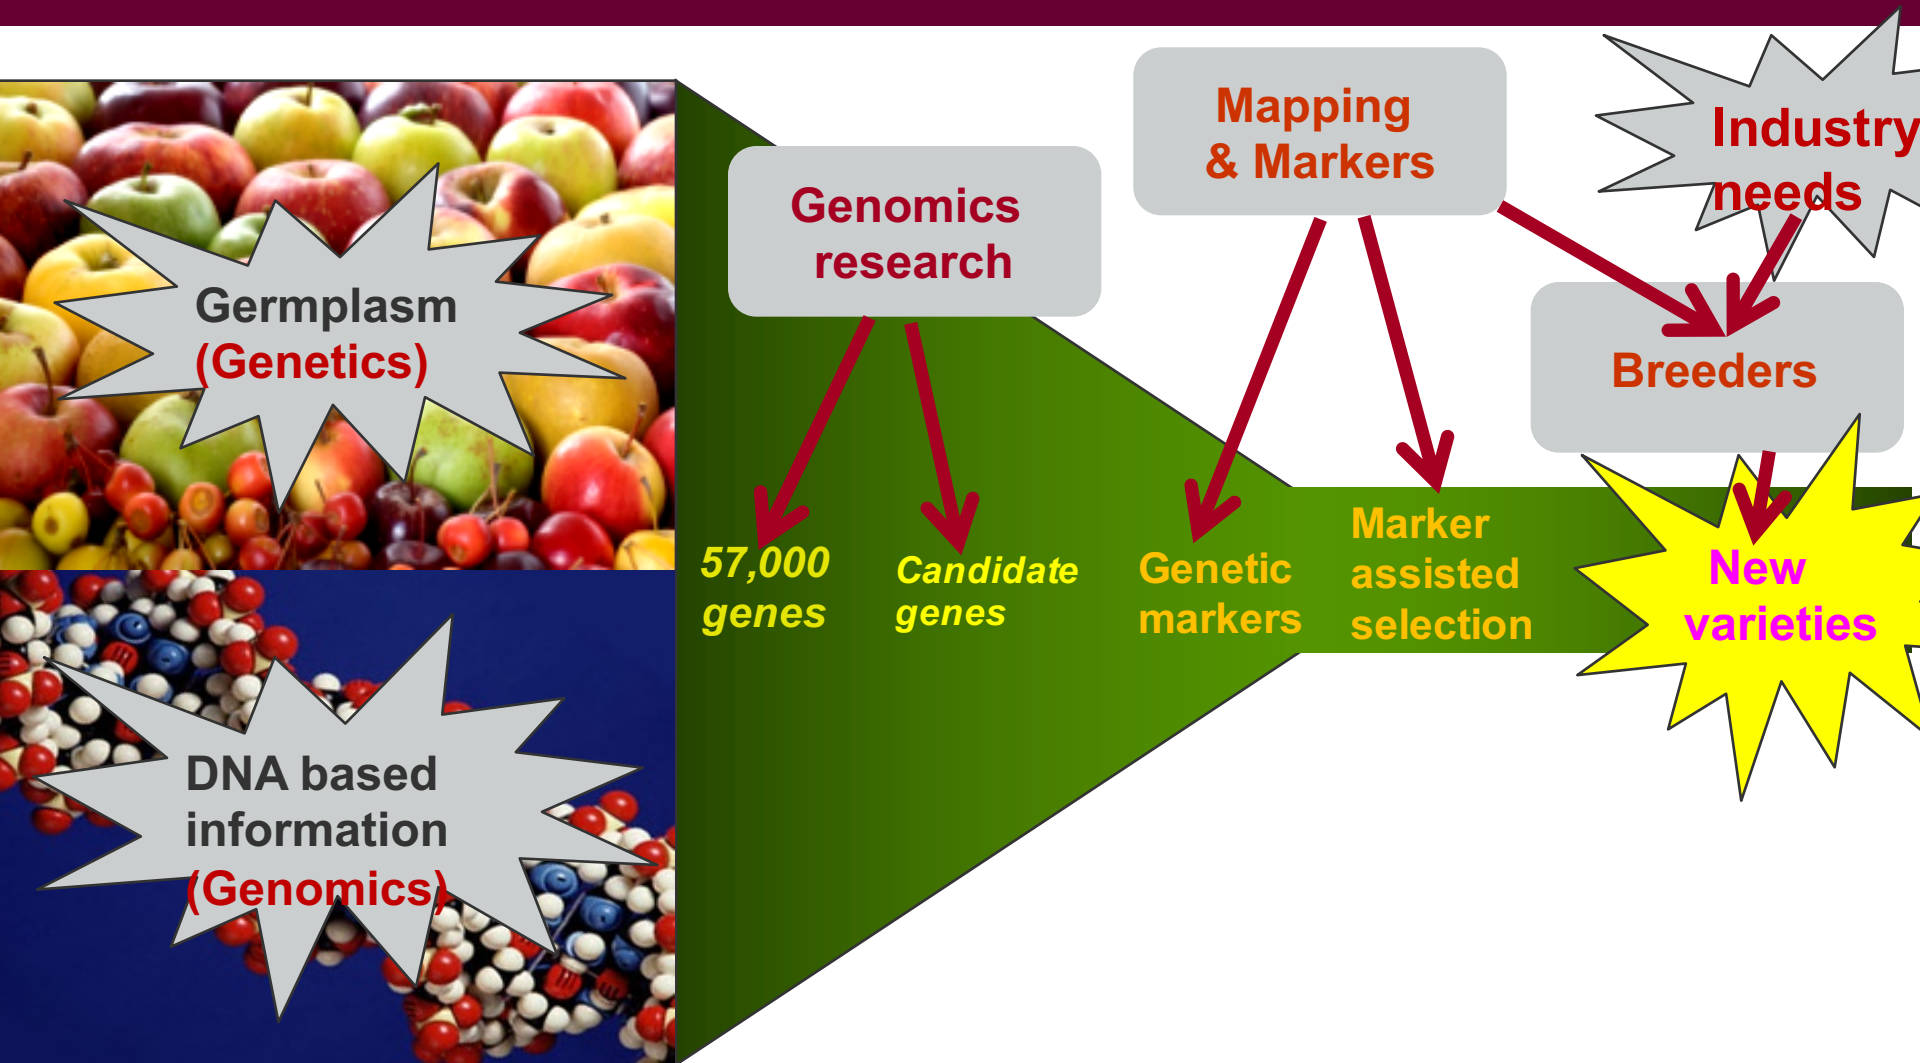 Germplasm
(Genetics)
DNA based
information
(Genomics)
Genomics
research
57,000
genes
Candidate
genes
Mapping
& Markers
Genetic
markers
Marker
assisted
selection
Industry
needs
Breeders
New
varieties